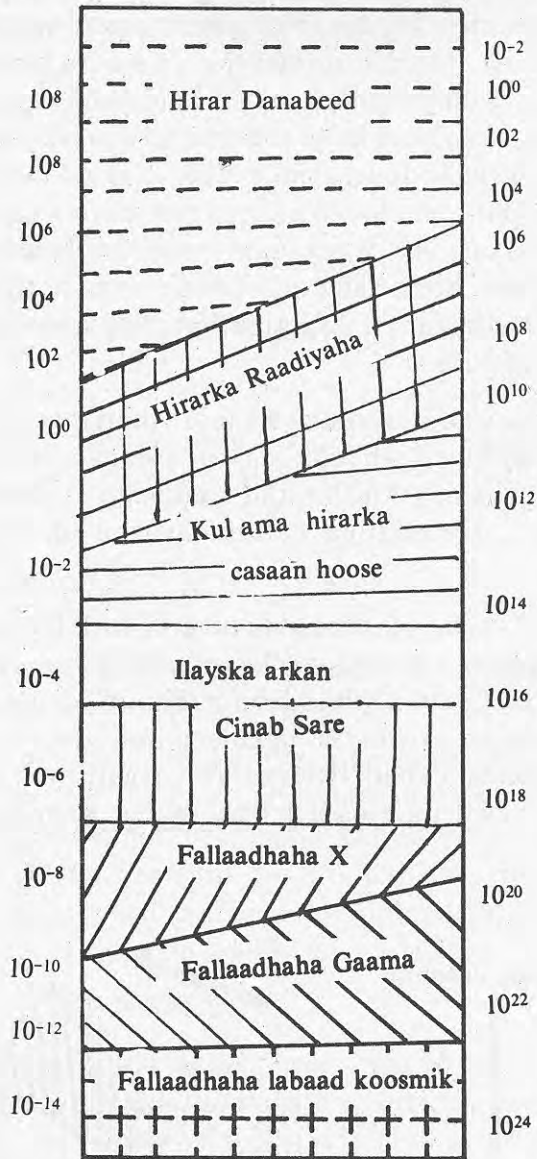 10⁻²
10⁸ 10⁰
Hirar Danabeed
10²
10⁸
10⁴
10⁶ 10⁶
10⁴
10⁸
10²
Hirarka Raadiyaha
10¹⁰
10⁰
10¹²
Kul ama hirarka
10⁻² casaan hoose
10¹⁴
Ilayska arkan
10⁻⁴ 10¹⁶
Cinab Sare
10⁻⁶
10¹⁸
Fallaadhaha X
10⁻⁸
10²⁰
Fallaadhaha Gaama
10⁻¹⁰
10²²
10⁻¹²
Fallaadhaha labaad koosmik
10⁻¹⁴
10²⁴